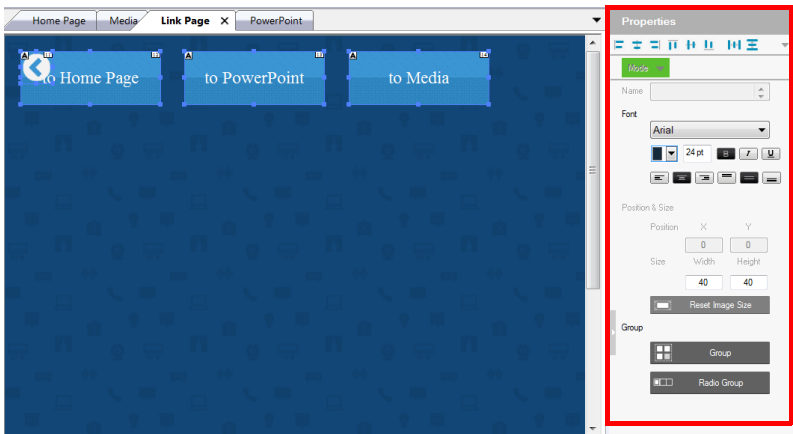 Home Page Media Link Page X PowerPoint
to Home Page to PowerPoint to Media
Properties
Mode
Name
Font
Arial
24 pt B I U
Position & Size
Position X Y
0 0
Size Width Height
40 40
Reset Image Size
Group
Group
Radio Group